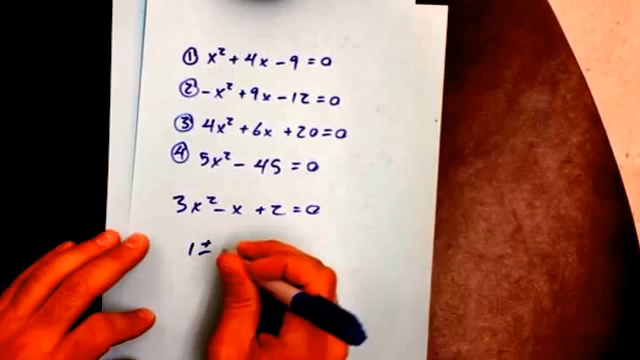 ① x² + 4x - 9 = 0
② -x² + 9x - 12 = 0
③ 4x² + 6x + 20 = 0
④ 5x² - 45 = 0
3x² - x + 2 = 0
1 ±